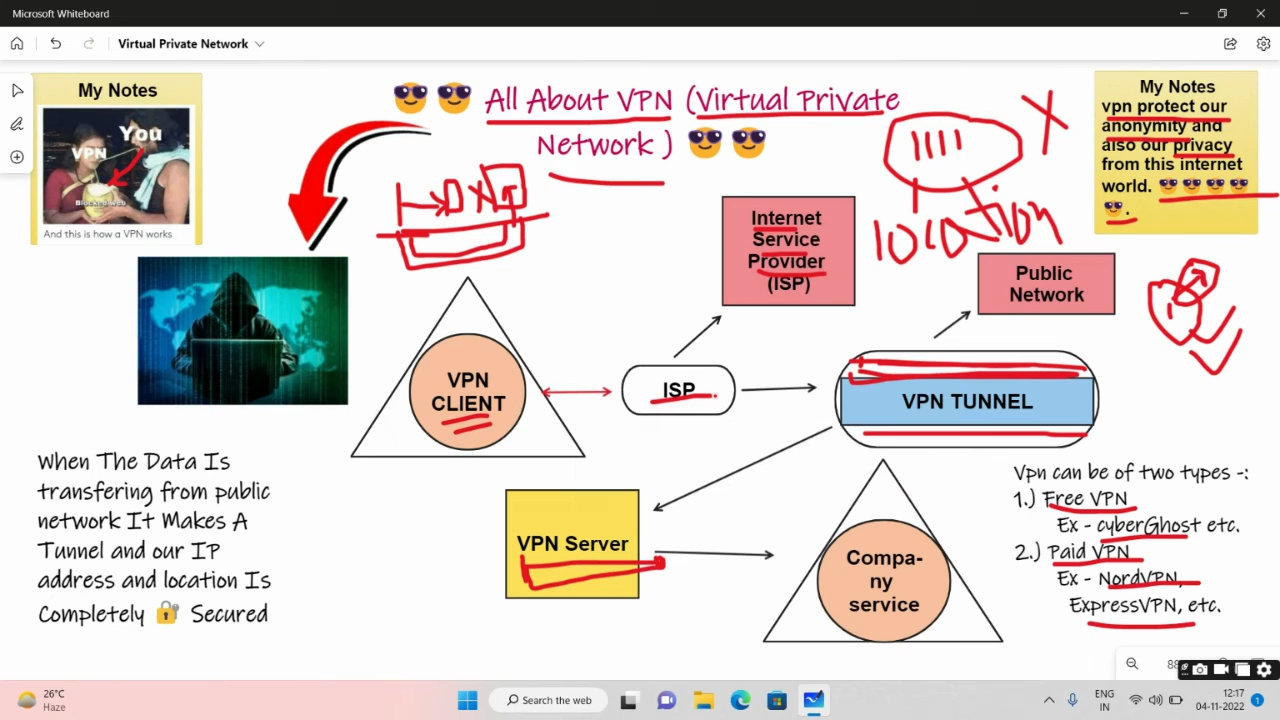 Microsoft Whiteboard
Virtual Private Network
My Notes
You
VPN
Blocked web
And this is how a VPN works
All About VPN (Virtual Private
Network )
My Notes
vpn protect our
anonymity and
also our privacy
from this internet
world.
.
location
Internet
Service
Provider
(ISP)
Public
Network
VPN
CLIENT
ISP
VPN TUNNEL
When The Data Is
transfering from public
network It Makes A
Tunnel and our IP
address and location Is
Completely 🔐 Secured
VPN Server
Compa-
ny
service
Vpn can be of two types -:
1.) Free VPN
Ex - cyberGhost etc.
2.) Paid VPN
Ex - NordVPN,
ExpressVPN, etc.
26°C
Haze
Search the web
ENG
IN
12:17
04-11-2022
1